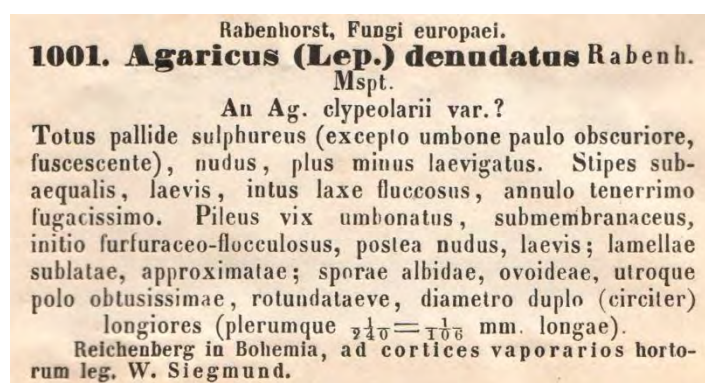 Rabenhorst, Fungi europaei.
1001. Agaricus (Lep.) denudatus Rabenh.
Mspt.
An Ag. clypeolarii var.?
Totus pallide sulphureus (excepto umbone paulo obscuriore,
fuscescente), nudus, plus minus laevigatus. Stipes sub-
aequalis, laevis, intus laxe fluccosus, annulo tenerrimo
fugacissimo. Pileus vix umbonatus, submembranaceus,
initio furfuraceo-flocculosus, postea nudus, laevis; lamellae
sublatae, approximatae; sporae albidae, ovoideae, utroque
polo obtusissimae, rotundataeve, diametro duplo (circiter)
longiores (plerumque 1/240=1/106 mm. longae).
Reichenberg in Bohemia, ad cortices vaporarios horto-
rum leg. W. Siegmund.